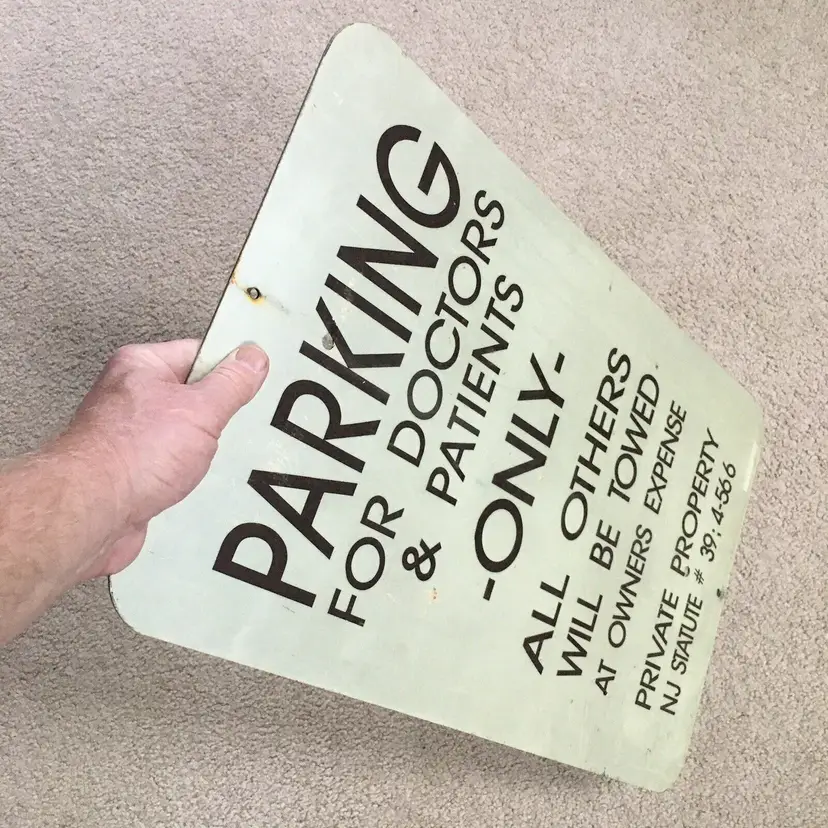 PARKING
FOR DOCTORS
& PATIENTS
-ONLY-
ALL OTHERS
WILL BE TOWED
AT OWNERS EXPENSE
PRIVATE PROPERTY
NJ STATUTE # 39: 4-566